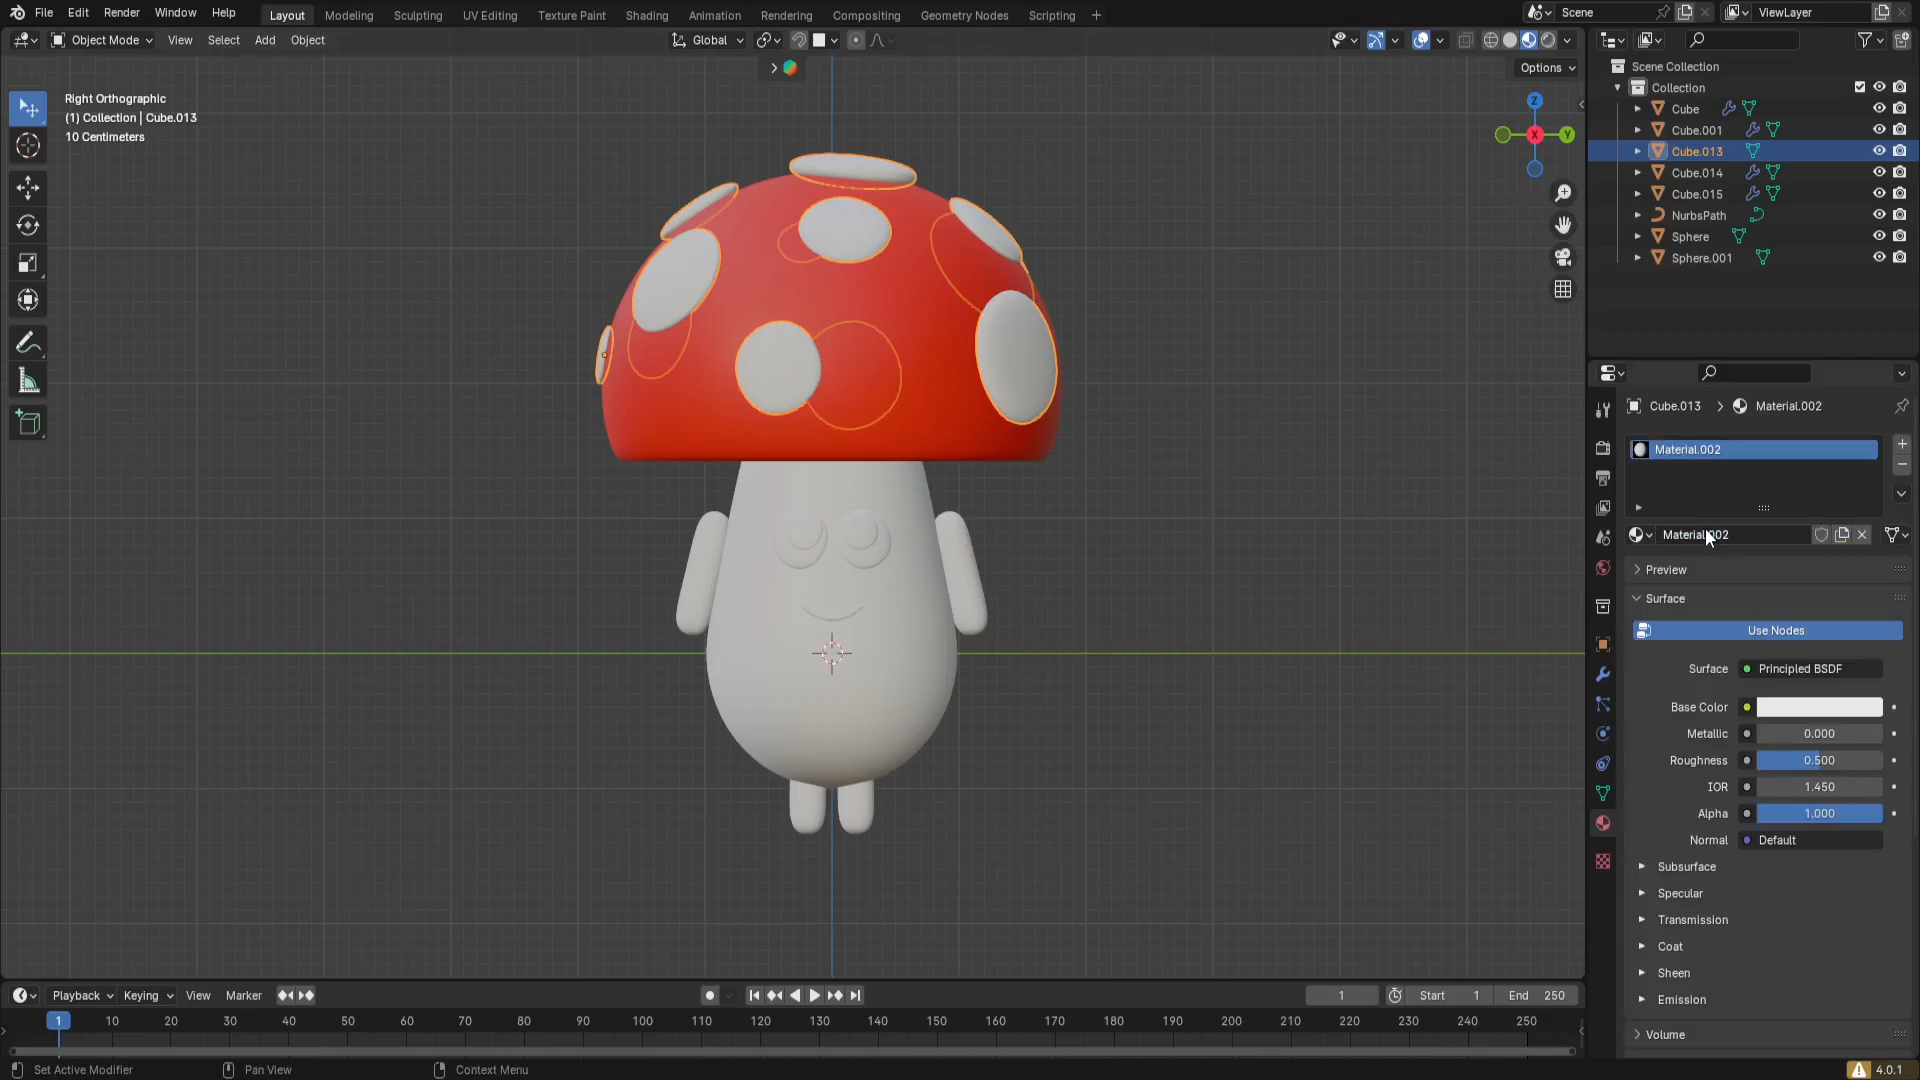 File Edit Render Window Help Layout Modeling Sculpting UV Editing Texture Paint Shading Animation Rendering Compositing Geometry Nodes Scripting + Scene ViewLayer
Object Mode View Select Add Object Global
Options
Right Orthographic
(1) Collection | Cube.013
10 Centimeters
Z
X
Y
Scene Collection
Collection
Cube
Cube.001
Cube.013
Cube.014
Cube.015
NurbsPath
Sphere
Sphere.001
Cube.013 > Material.002
Material.002
Material.002
Preview
Surface
Use Nodes
Surface Principled BSDF
Base Color
Metallic 0.000
Roughness 0.500
IOR 1.450
Alpha 1.000
Normal Default
Subsurface
Specular
Transmission
Coat
Sheen
Emission
Volume
Playback Keying View Marker 1 Start 1 End 250
1 10 20 30 40 50 60 70 80 90 100 110 120 130 140 150 160 170 180 190 200 210 220 230 240 250
Set Active Modifier Pan View Context Menu 4.0.1